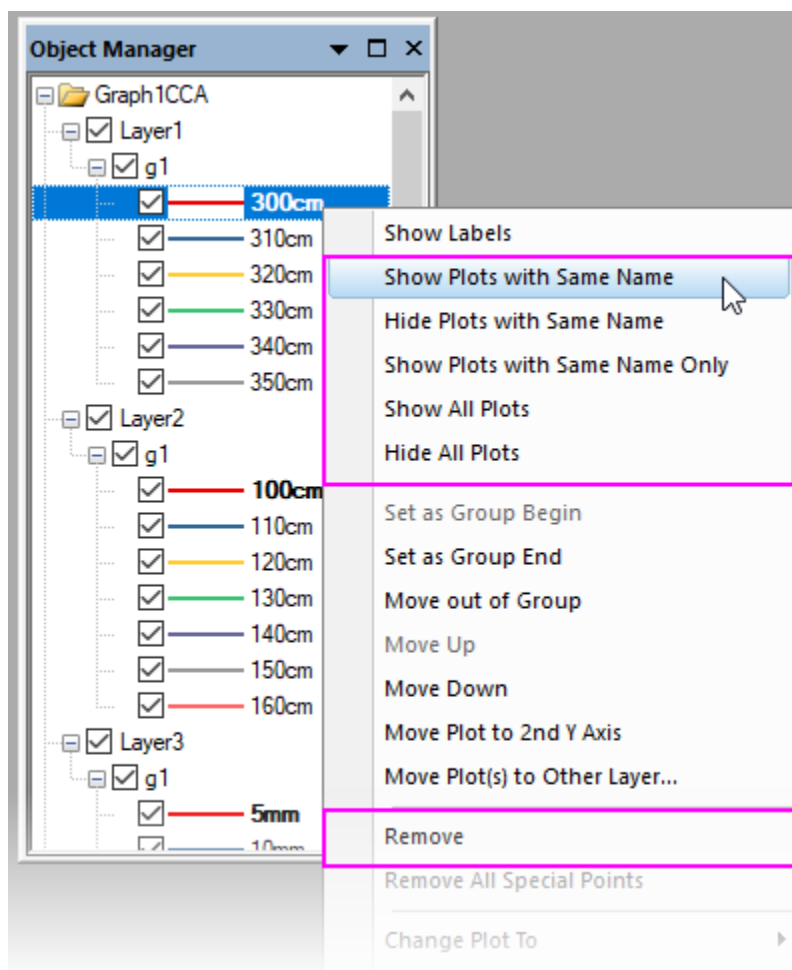 Object Manager
Graph1CCA
Layer1
g1
300cm
310cm
320cm
330cm
340cm
350cm
Layer2
g1
100cm
110cm
120cm
130cm
140cm
150cm
160cm
Layer3
g1
5mm
10mm
Show Labels
Show Plots with Same Name
Hide Plots with Same Name
Show Plots with Same Name Only
Show All Plots
Hide All Plots
Set as Group Begin
Set as Group End
Move out of Group
Move Up
Move Down
Move Plot to 2nd Y Axis
Move Plot(s) to Other Layer...
Remove
Remove All Special Points
Change Plot To